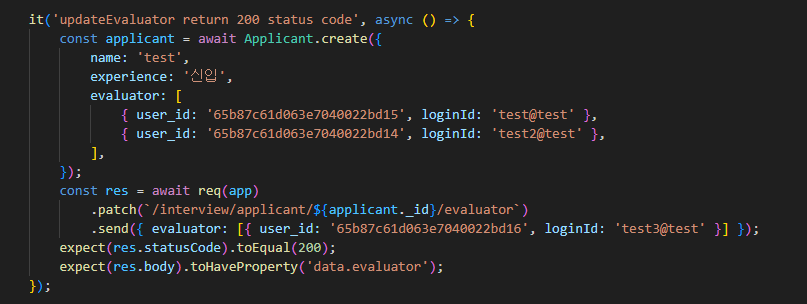 it('updateEvaluator return 200 status code', async () => {
    const applicant = await Applicant.create({
        name: 'test',
        experience: '신입',
        evaluator: [
            { user_id: '65b87c61d063e7040022bd15', loginId: 'test@test' },
            { user_id: '65b87c61d063e7040022bd14', loginId: 'test2@test' },
        ],
    });
    const res = await req(app)
        .patch(`/interview/applicant/${applicant._id}/evaluator`)
        .send({ evaluator: [{ user_id: '65b87c61d063e7040022bd16', loginId: 'test3@test' }] });
    expect(res.statusCode).toEqual(200);
    expect(res.body).toHaveProperty('data.evaluator');
});